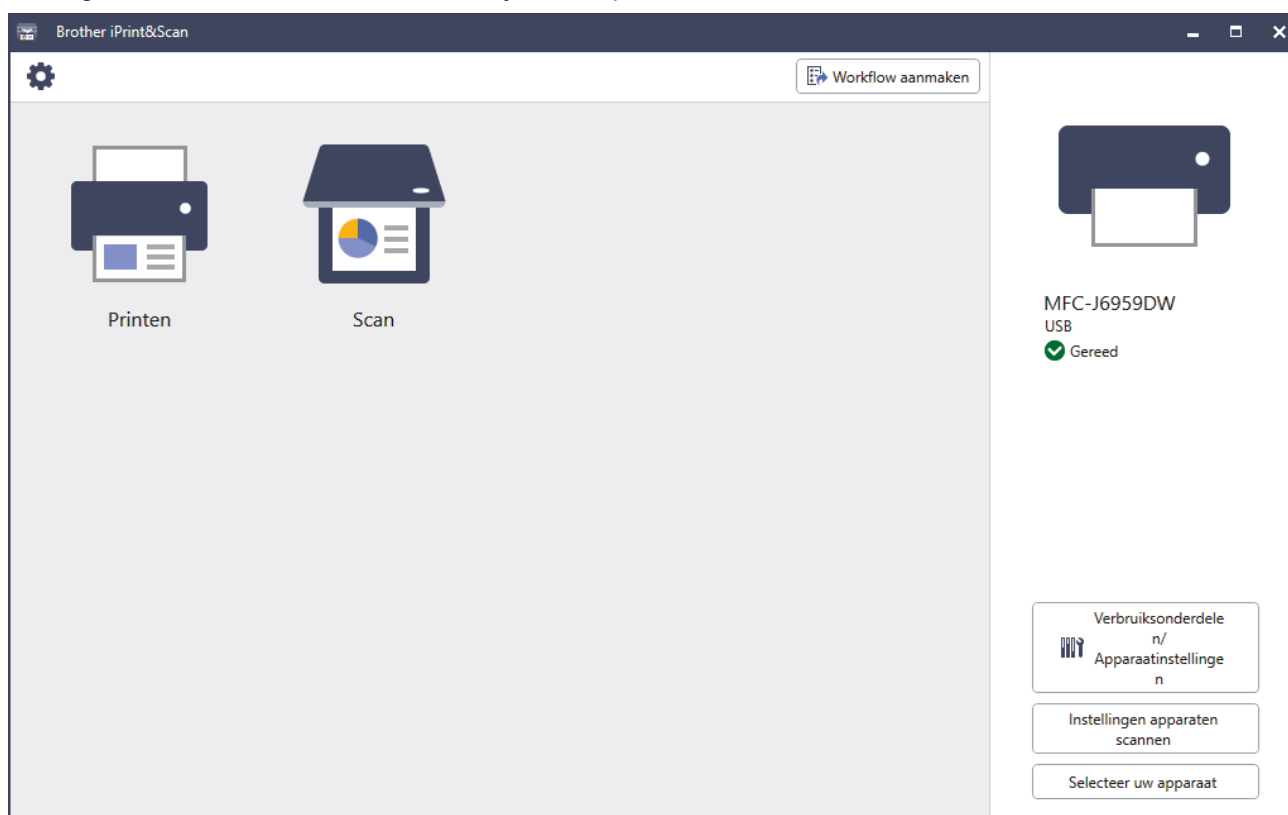 Brother iPrint&Scan
Workflow aanmaken
Printen
Scan
MFC-J6959DW
USB
Gereed
Verbruiksonderdele
n/
Apparaatinstellinge
n
Instellingen apparaten
scannen
Selecteer uw apparaat